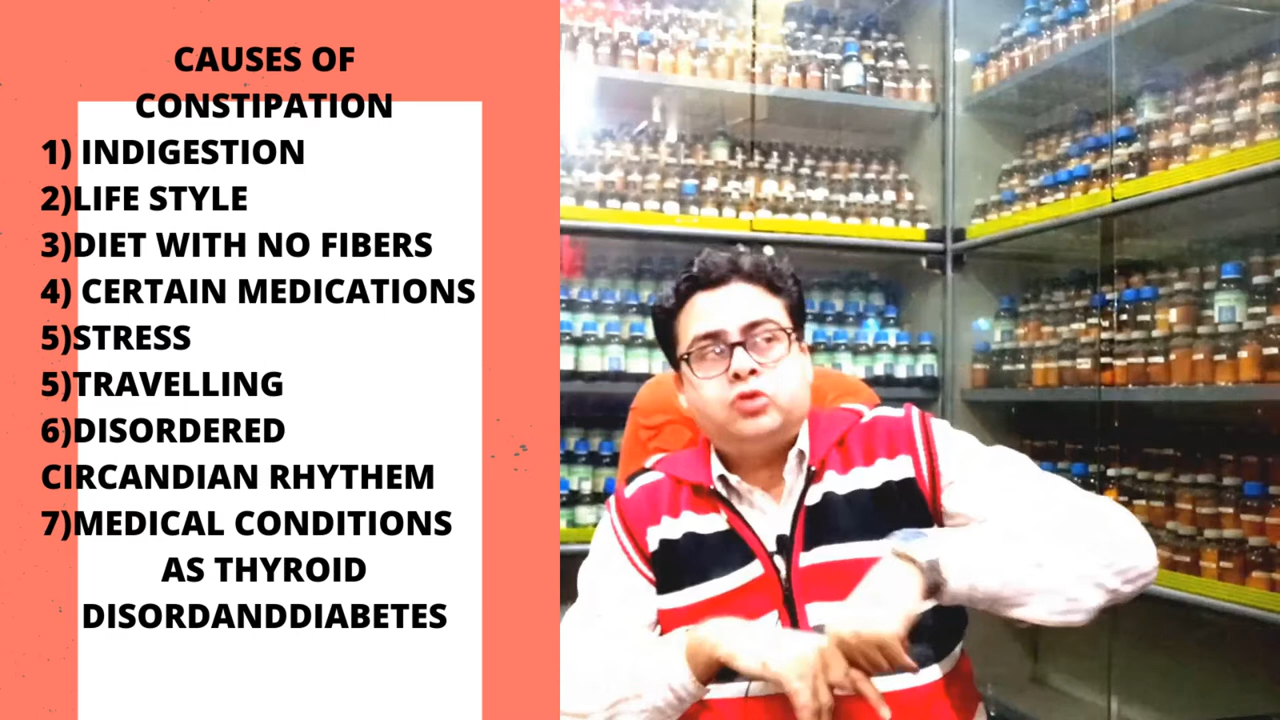 CAUSES OF
CONSTIPATION
1) INDIGESTION
2)LIFE STYLE
3)DIET WITH NO FIBERS
4) CERTAIN MEDICATIONS
5)STRESS
5)TRAVELLING
6)DISORDERED
CIRCANDIAN RHYTHEM
7)MEDICAL CONDITIONS
AS THYROID
DISORDANDDIABETES